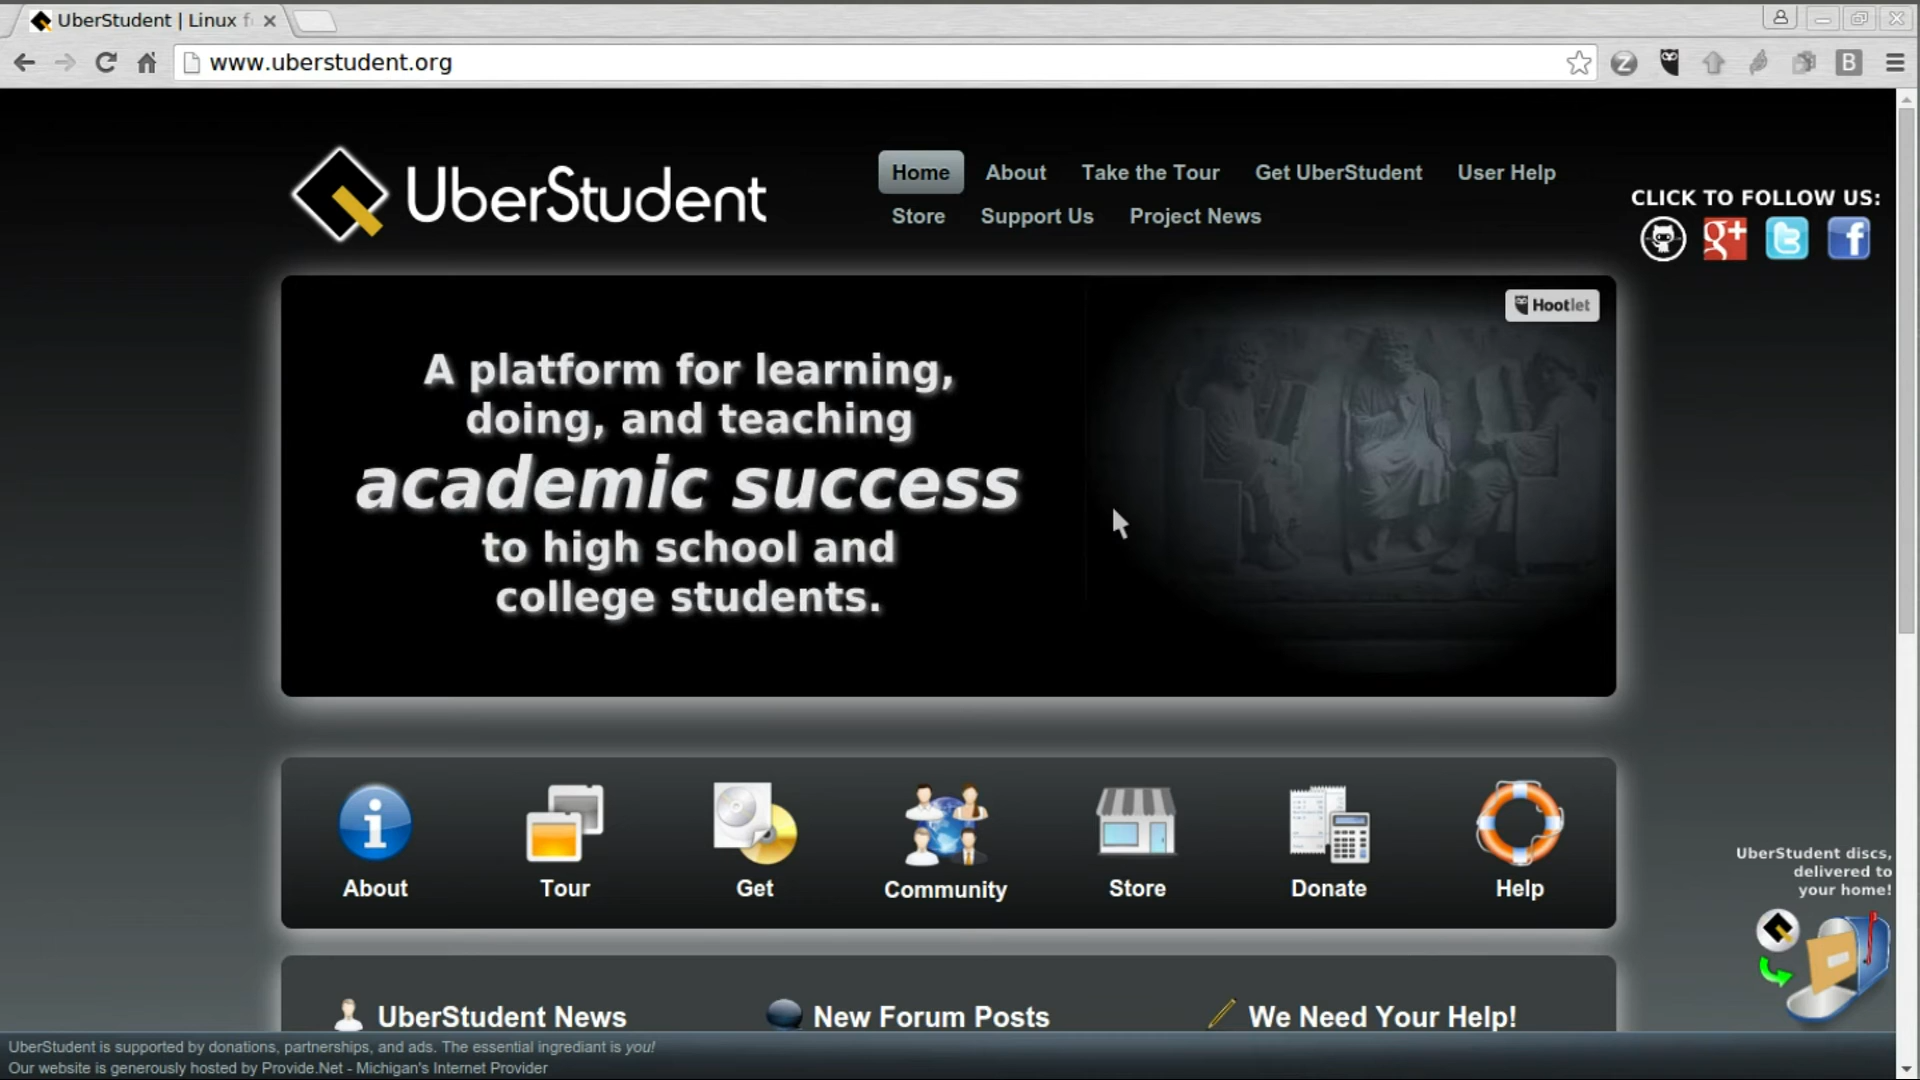 UberStudent | Linux f
www.uberstudent.org
UberStudent
Home About Take the Tour Get UberStudent User Help
Store Support Us Project News
CLICK TO FOLLOW US:
Hootlet
A platform for learning,
doing, and teaching
academic success
to high school and
college students.
About Tour Get Community Store Donate Help
UberStudent discs,
delivered to
your home!
UberStudent News New Forum Posts We Need Your Help!
UberStudent is supported by donations, partnerships, and ads. The essential ingrediant is you!
Our website is generously hosted by Provide.Net - Michigan's Internet Provider